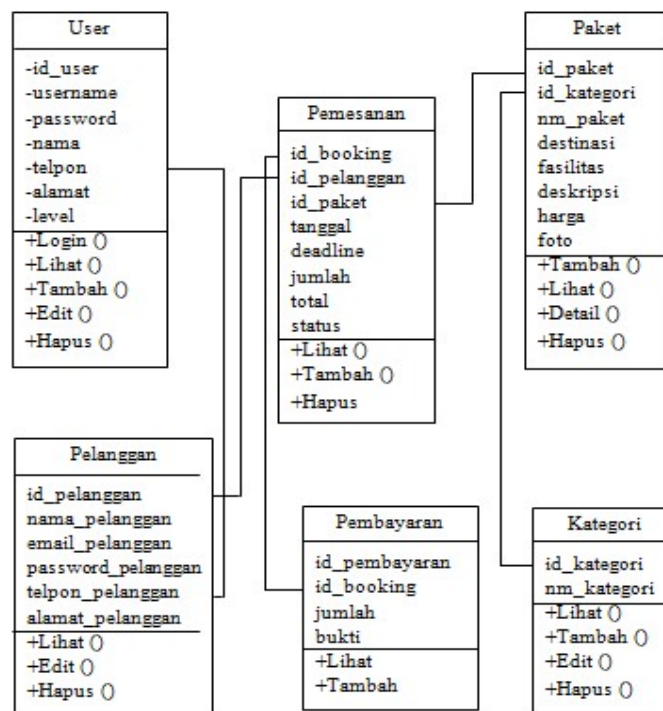 User
-id_user
-username
-password
-nama
-telpon
-alamat
-level
+Login ()
+Lihat ()
+Tambah ()
+Edit ()
+Hapus ()
Pemesanan
id_booking
id_pelanggan
id_paket
tanggal
deadline
jumlah
total
status
+Lihat ()
+Tambah ()
+Hapus
Paket
id_paket
id_kategori
nm_paket
destinasi
fasilitas
deskripsi
harga
foto
+Tambah ()
+Lihat ()
+Detail ()
+Hapus ()
Pelanggan
id_pelanggan
nama_pelanggan
email_pelanggan
password_pelanggan
telpon_pelanggan
alamat_pelanggan
+Lihat ()
+Edit ()
+Hapus ()
Pembayaran
id_pembayaran
id_booking
jumlah
bukti
+Lihat
+Tambah
Kategori
id_kategori
nm_kategori
+Lihat ()
+Tambah ()
+Edit ()
+Hapus ()